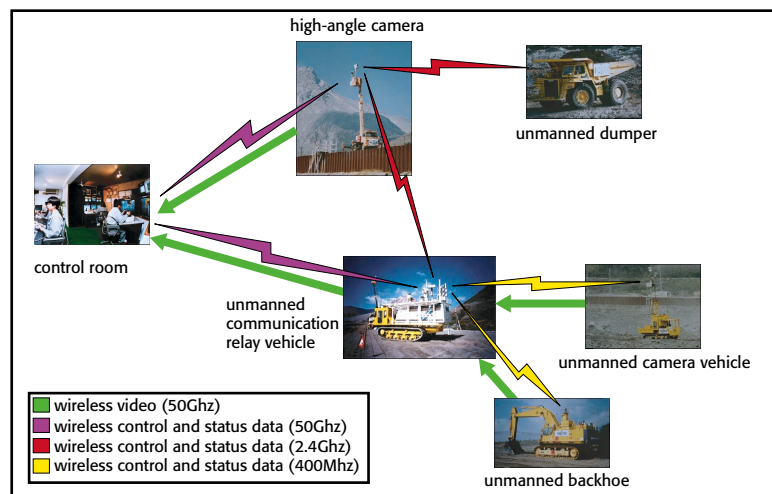 high-angle camera
unmanned dumper
control room
unmanned
communication
relay vehicle
unmanned camera vehicle
unmanned backhoe
wireless video (50Ghz)
wireless control and status data (50Ghz)
wireless control and status data (2.4Ghz)
wireless control and status data (400Mhz)